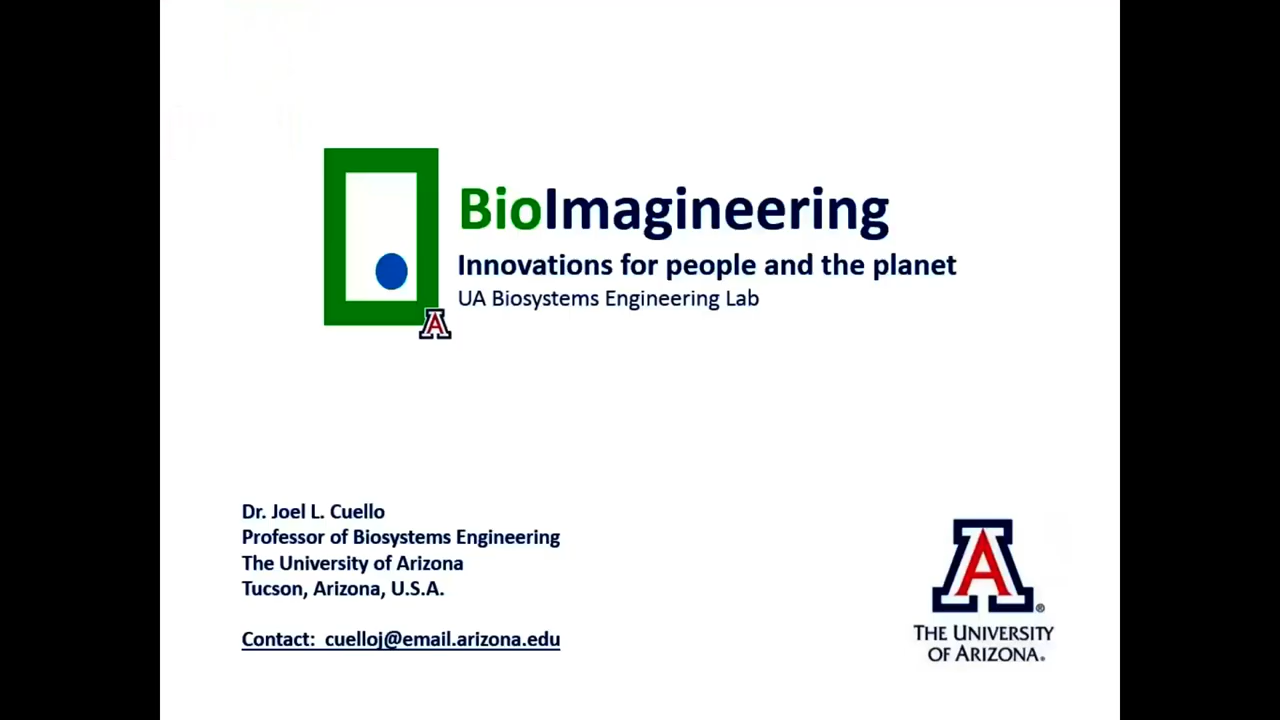 BioImagineering
Innovations for people and the planet
UA Biosystems Engineering Lab
A
Dr. Joel L. Cuello
Professor of Biosystems Engineering
The University of Arizona
Tucson, Arizona, U.S.A.
Contact:  cuelloj@email.arizona.edu
A®
THE UNIVERSITY
OF ARIZONA.